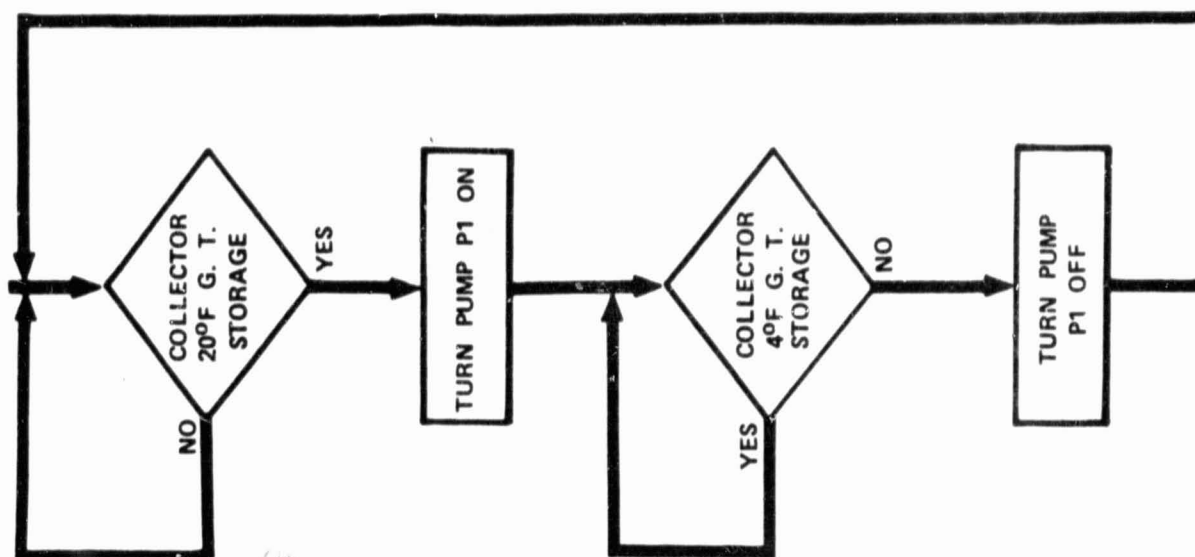 COLLECTOR
20°F G. T.
STORAGE
NO
YES
TURN PUMP P1 ON
COLLECTOR
4°F G. T.
STORAGE
YES
NO
TURN PUMP
P1 OFF